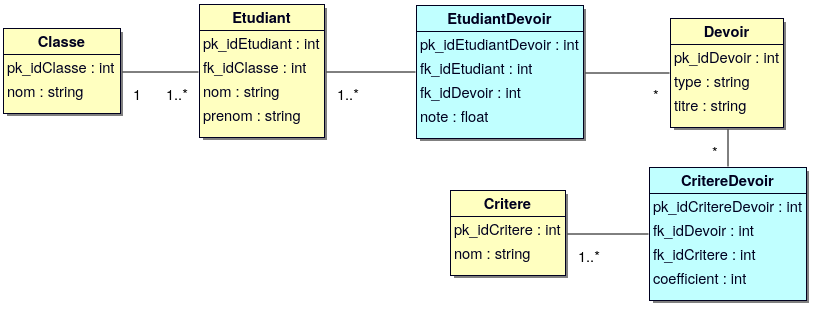 Classe
pk_idClasse : int
nom : string
1
1..*
Etudiant
pk_idEtudiant : int
fk_idClasse : int
nom : string
prenom : string
1..*
EtudiantDevoir
pk_idEtudiantDevoir : int
fk_idEtudiant : int
fk_idDevoir : int
note : float
*
Devoir
pk_idDevoir : int
type : string
titre : string
*
Critere
pk_idCritere : int
nom : string
1..*
CritereDevoir
pk_idCritereDevoir : int
fk_idDevoir : int
fk_idCritere : int
coefficient : int